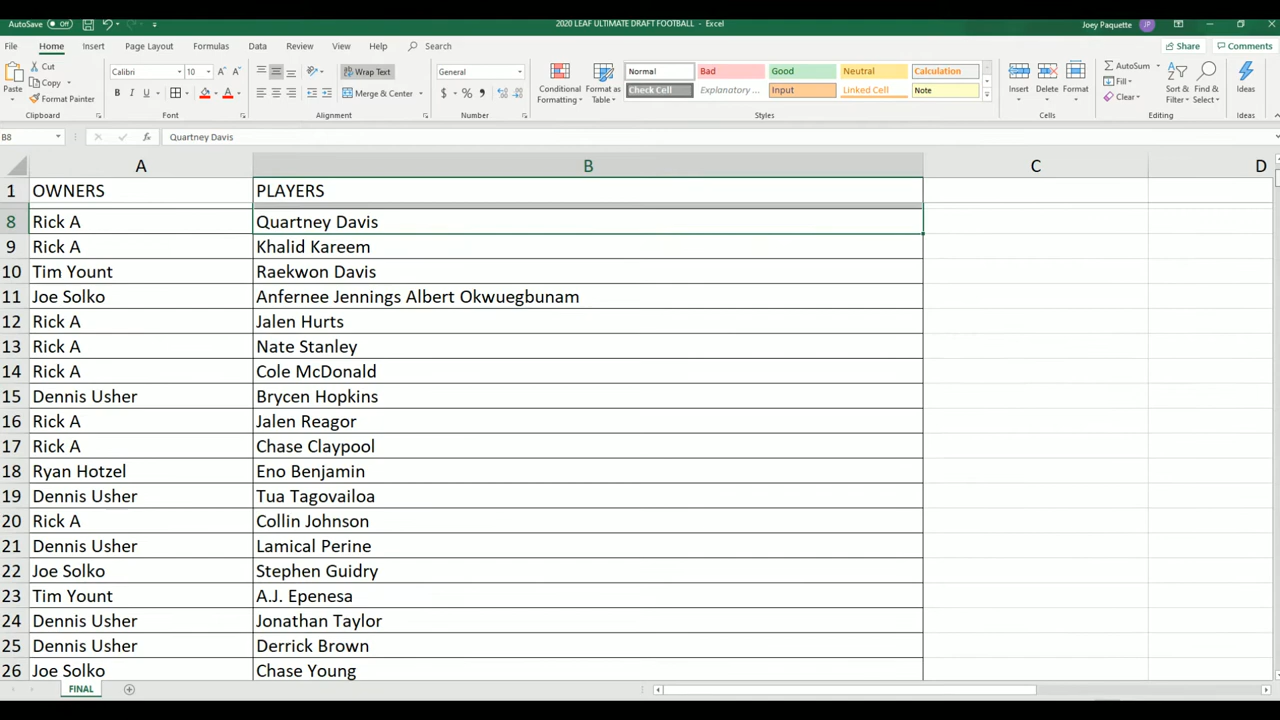 AutoSave Off 2020 LEAF ULTIMATE DRAFT FOOTBALL - Excel Joey Paquette JP
File Home Insert Page Layout Formulas Data Review View Help Search Share Comments
Paste Cut Copy Format Painter Clipboard
Calibri 10 A A B I U A Font
Wrap Text Merge & Center Alignment
General $ % 9 Number
Conditional Formatting Format as Table
Normal Bad Good Neutral Calculation
Check Cell Explanatory ... Input Linked Cell Note
Styles
Insert Delete Format Cells
AutoSum Fill Clear Sort & Filter Find & Select Editing
Ideas Ideas
B8 fx Quartney Davis
A B C D
1 OWNERS PLAYERS
8 Rick A Quartney Davis
9 Rick A Khalid Kareem
10 Tim Yount Raekwon Davis
11 Joe Solko Anfernee Jennings Albert Okwuegbunam
12 Rick A Jalen Hurts
13 Rick A Nate Stanley
14 Rick A Cole McDonald
15 Dennis Usher Brycen Hopkins
16 Rick A Jalen Reagor
17 Rick A Chase Claypool
18 Ryan Hotzel Eno Benjamin
19 Dennis Usher Tua Tagovailoa
20 Rick A Collin Johnson
21 Dennis Usher Lamical Perine
22 Joe Solko Stephen Guidry
23 Tim Yount A.J. Epenesa
24 Dennis Usher Jonathan Taylor
25 Dennis Usher Derrick Brown
26 Joe Solko Chase Young
FINAL